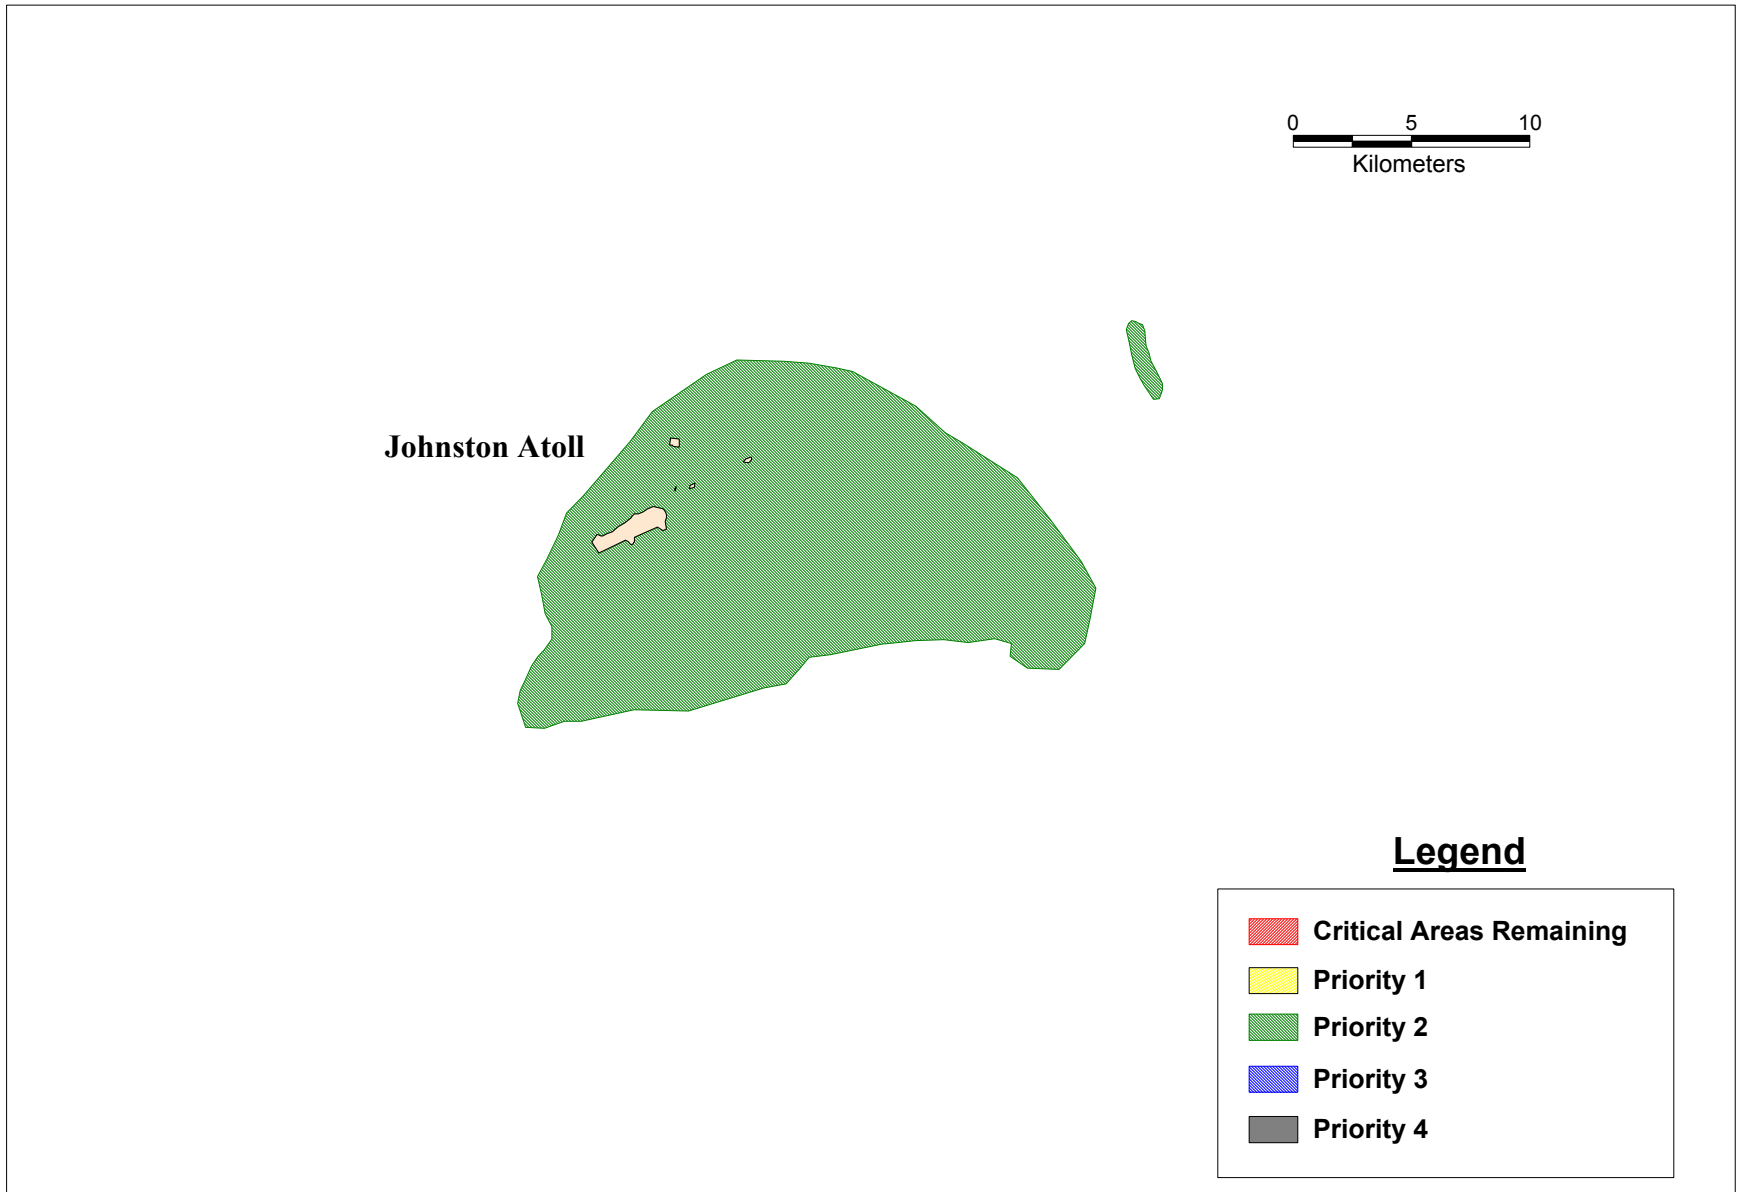 0 5 10
Kilometers
Johnston Atoll
Legend
Critical Areas Remaining
Priority 1
Priority 2
Priority 3
Priority 4